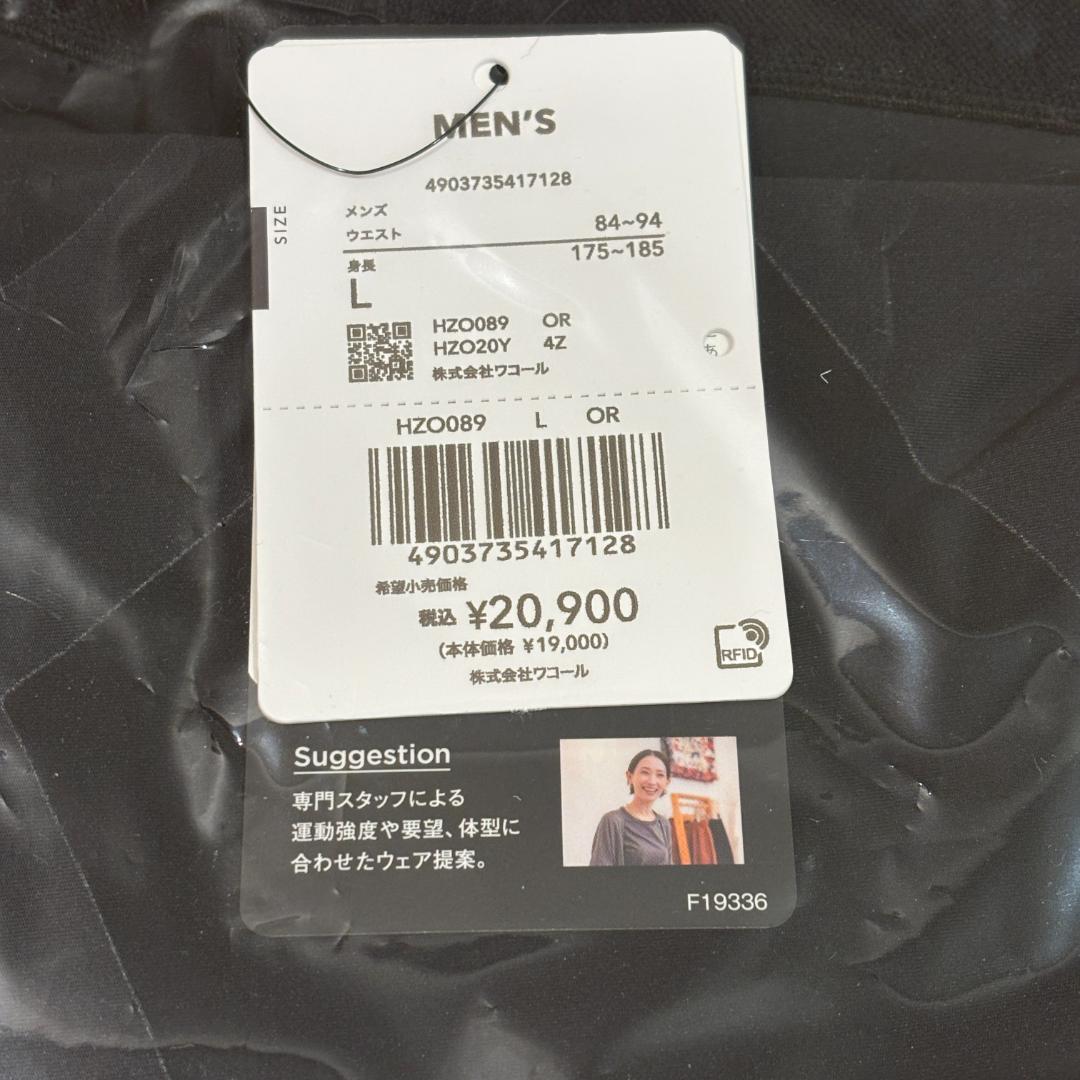 MEN'S
4903735417128
SIZE
メンズ
ウエスト 84~94
身長 175~185
L
HZO089 OR
HZO20Y 4Z
株式会社ワコール
HZO089 L OR
4903735417128
希望小売価格
税込 ¥20,900
(本体価格 ¥19,000)
株式会社ワコール
RFID
Suggestion
専門スタッフによる
運動強度や要望、体型に
合わせたウェア提案。
F19336